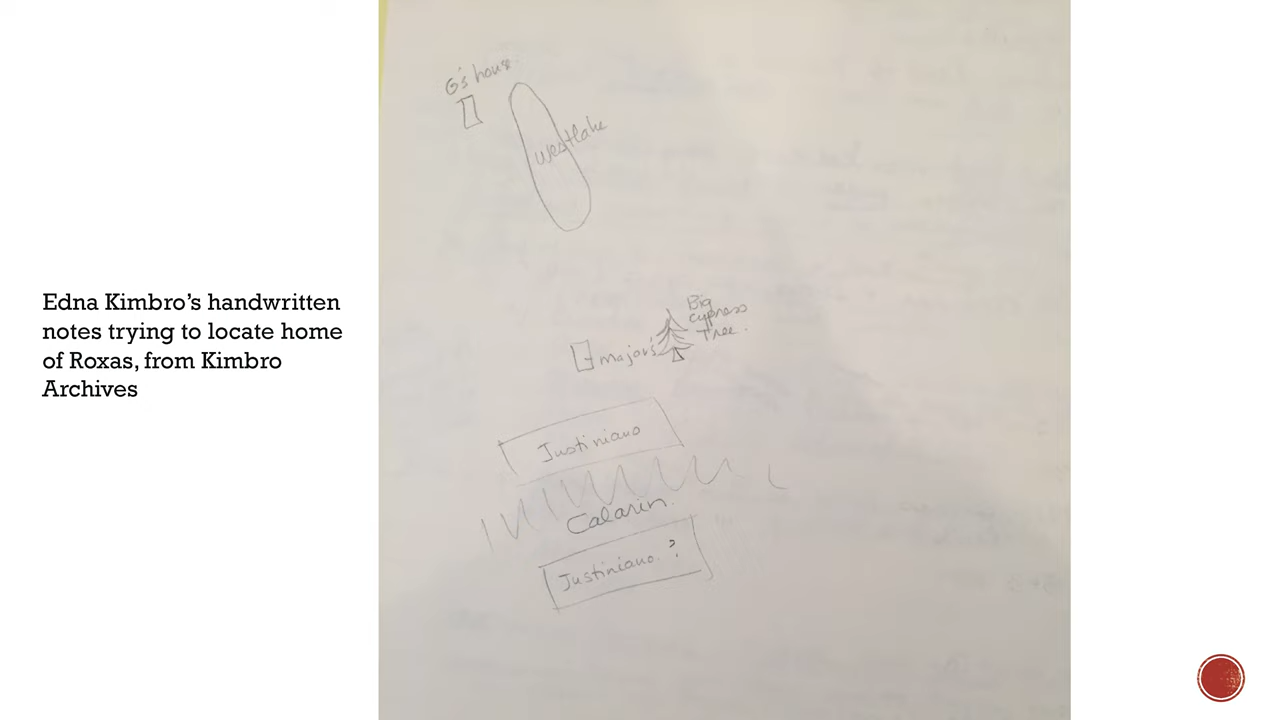 Edna Kimbro's handwritten
notes trying to locate home
of Roxas, from Kimbro
Archives
G's house
Westlake
Big
cypress
Tree.
major's
Justiniano
Calarin.
Justiniano ?